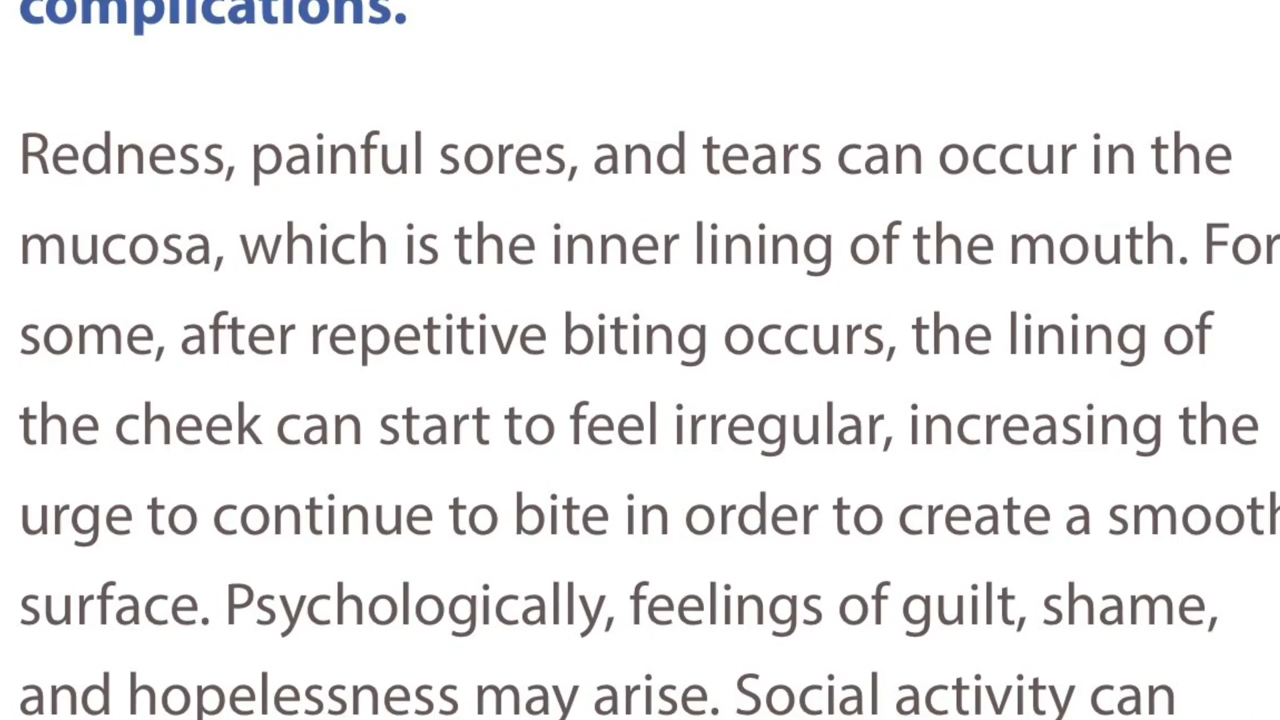 complications.
Redness, painful sores, and tears can occur in the
mucosa, which is the inner lining of the mouth. For
some, after repetitive biting occurs, the lining of
the cheek can start to feel irregular, increasing the
urge to continue to bite in order to create a smooth
surface. Psychologically, feelings of guilt, shame,
and hopelessness may arise. Social activity can